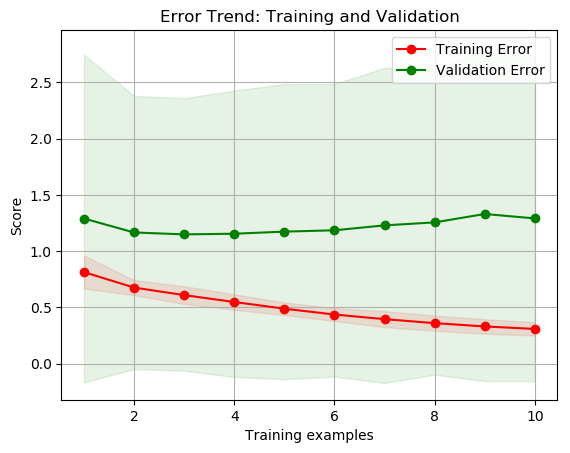 Error Trend: Training and Validation
Training Error
Validation Error
2.5
2.0
1.5
1.0
0.5
0.0
Score
2 4 6 8 10
Training examples